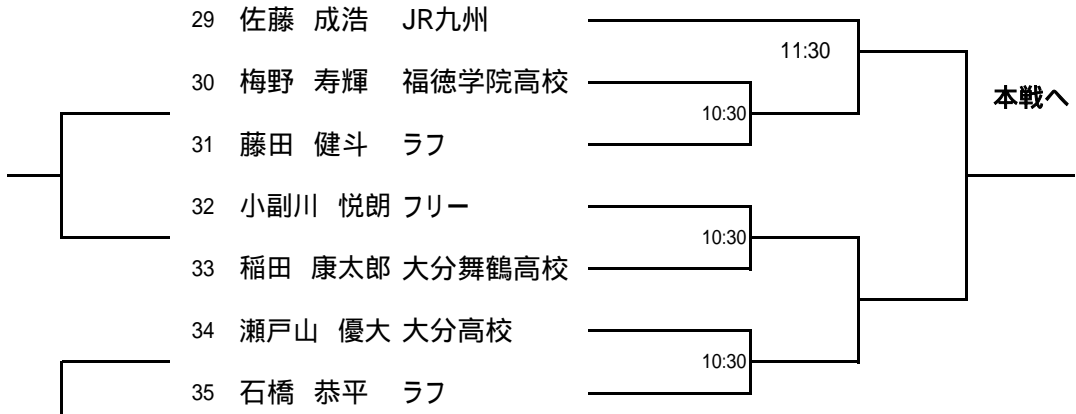 29 佐藤 成浩 JR九州
11:30
30 梅野 寿輝 福徳学院高校
本戦へ
10:30
31 藤田 健斗 ラフ
32 小副川 悦朗 フリー
10:30
33 稲田 康太郎 大分舞鶴高校
34 瀬戸山 優大 大分高校
10:30
35 石橋 恭平 ラフ